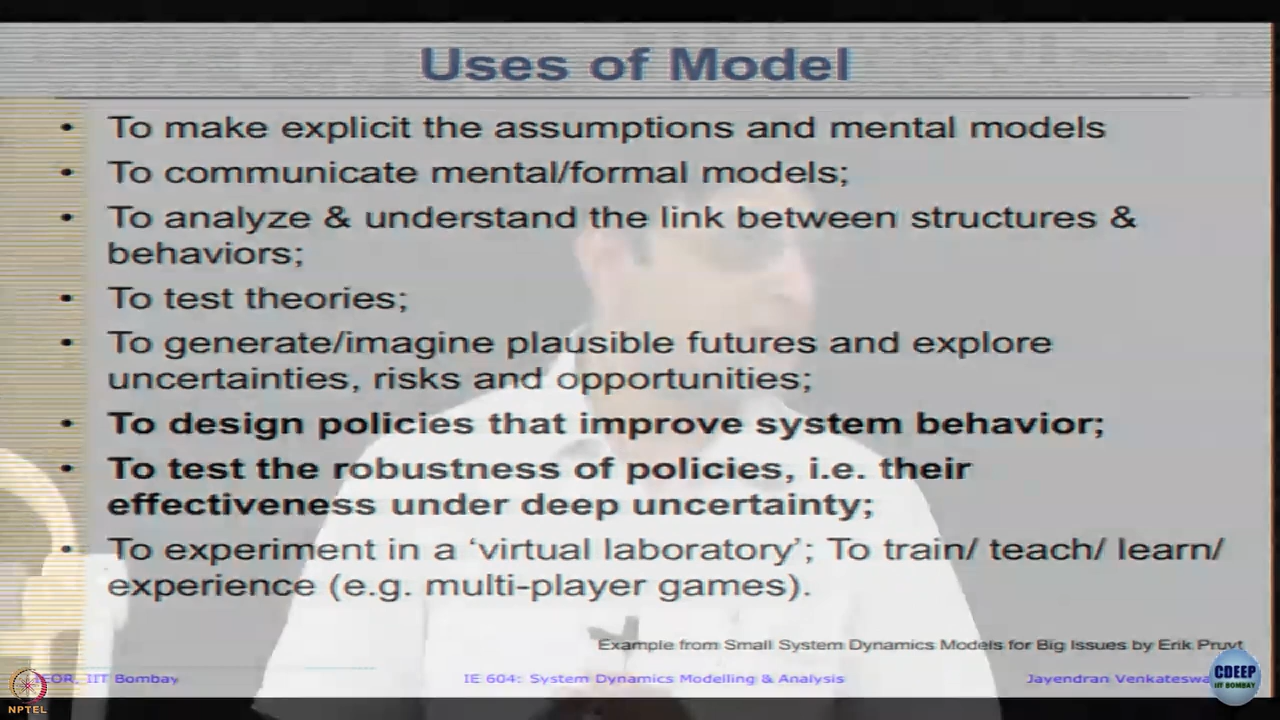 Uses of Model
• To make explicit the assumptions and mental models
• To communicate mental/formal models;
• To analyze & understand the link between structures &
behaviors;
• To test theories;
• To generate/imagine plausible futures and explore
uncertainties, risks and opportunities;
• To design policies that improve system behavior;
• To test the robustness of policies, i.e. their
effectiveness under deep uncertainty;
• To experiment in a ‘virtual laboratory’; To train/ teach/ learn/
experience (e.g. multi-player games).
Example from Small System Dynamics Models for Big Issues by Erik Pruyt
IEOR, IIT Bombay
IE 604: System Dynamics Modelling & Analysis
Jayendran
CDEEP
IIT BOMBAY
NPTEL